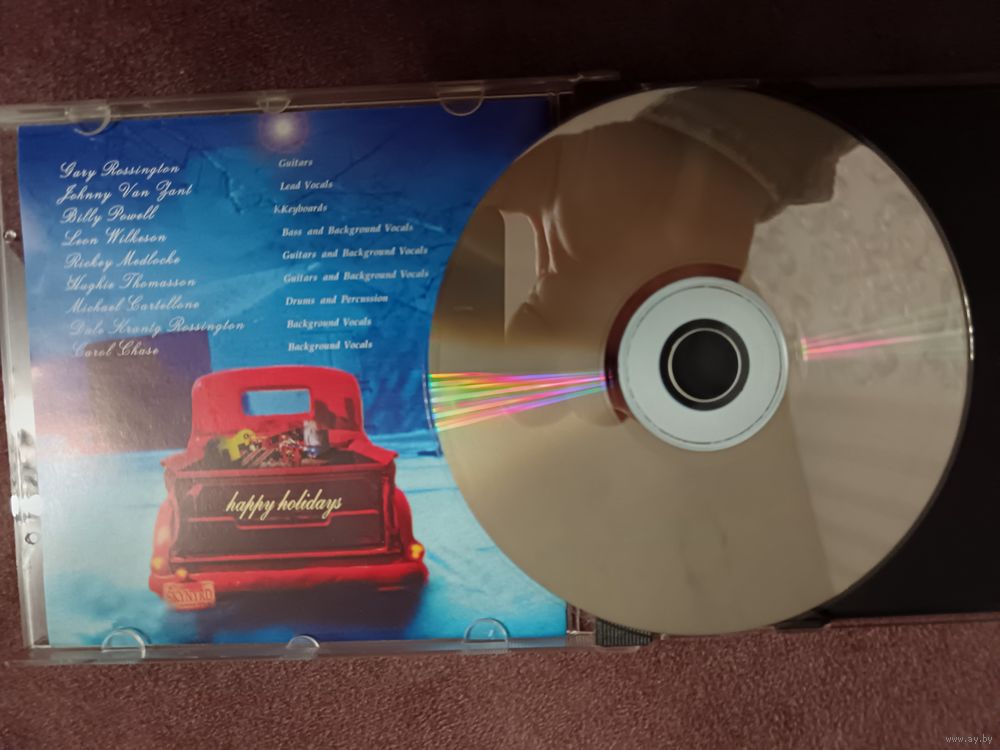 Gary Rossington Guitars
Johnny Van Zant Lead Vocals
Billy Powell Keyboards
Leon Wilkeson Bass and Background Vocals
Rickey Medlocke Guitars and Background Vocals
Hughie Thomasson Guitars and Background Vocals
Michael Cartellone Drums and Percussion
Dale Krantz Rossington Background Vocals
Carol Chase Background Vocals
happy holidays
SKYNYRD
www.ay.by